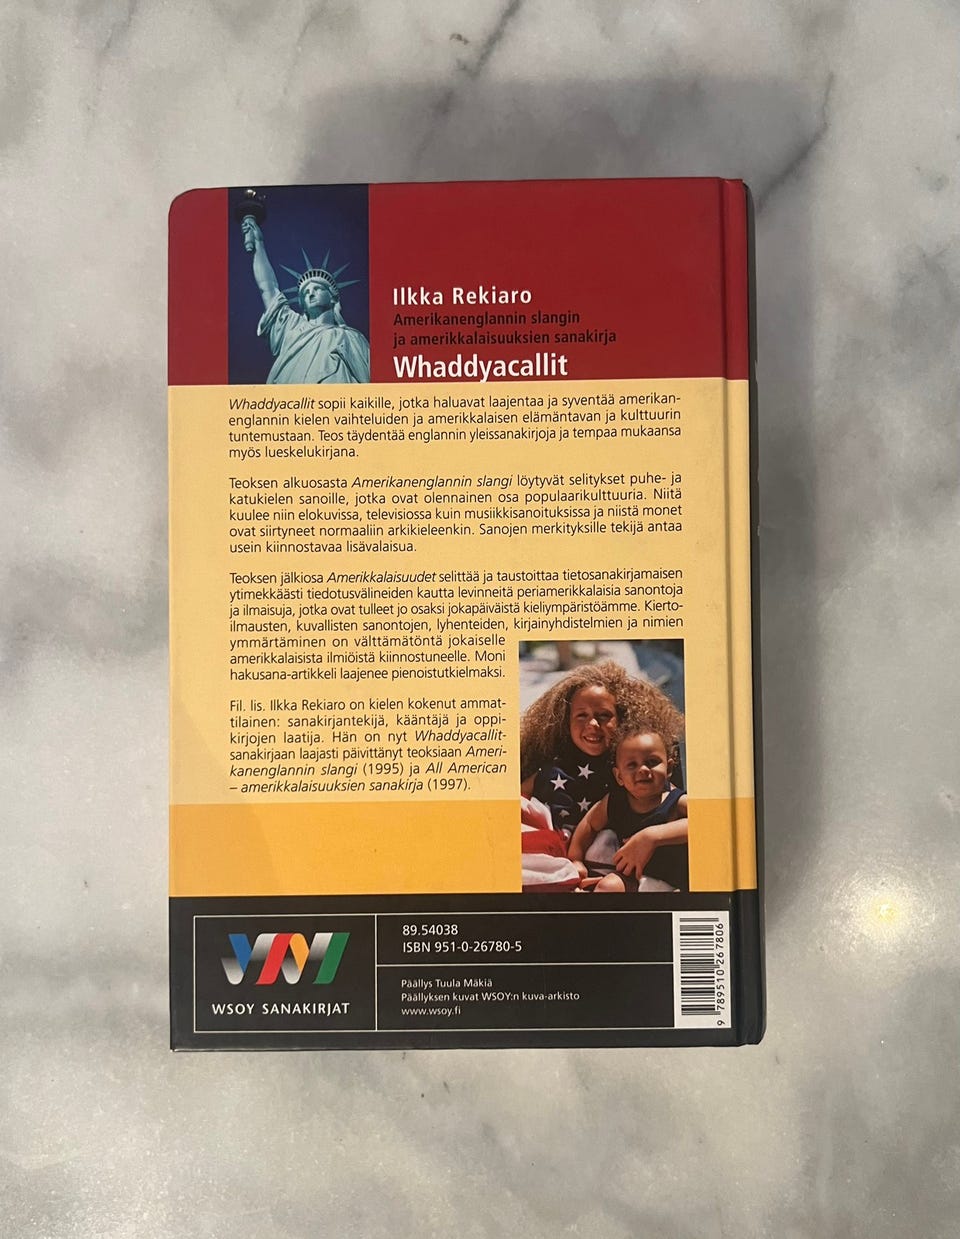 Ilkka Rekiaro
Amerikanenglannin slangin
ja amerikkalaisuuksien sanakirja
Whaddyacallit
Whaddyacallit sopii kaikille, jotka haluavat laajentaa ja syventää amerikan-
englannin kielen vaihteluiden ja amerikkalaisen elämäntavan ja kulttuurin
tuntemustaan. Teos täydentää englannin yleissanakirjoja ja tempaa mukaansa
myös lueskelukirjana.
Teoksen alkuosasta Amerikanenglannin slangi löytyvät selitykset puhe- ja
katukielen sanoille, jotka ovat olennainen osa populaarikulttuuria. Niitä
kuulee niin elokuvissa, televisiossa kuin musiikkisanoituksissa ja niistä monet
ovat siirtyneet normaaliin arkikieleenkin. Sanojen merkityksille tekijä antaa
usein kiinnostavaa lisävalaisua.
Teoksen jälkiosa Amerikkalaisuudet selittää ja taustoittaa tietosanakirjamaisen
ytimekkäästi tiedotusvälineiden kautta levinneitä periamerikkalaisia sanontoja
ja ilmaisuja, jotka ovat tulleet jo osaksi jokapäiväistä kieliympäristöämme. Kierto-
ilmausten, kuvallisten sanontojen, lyhenteiden, kirjainyhdistelmien ja nimien
ymmärtäminen on välttämätöntä jokaiselle
amerikkalaisista ilmiöistä kiinnostuneelle. Moni
hakusana-artikkeli laajenee pienoistutkielmaksi.
Fil. lis. Ilkka Rekiaro on kielen kokenut ammat-
tilainen: sanakirjantekijä, kääntäjä ja oppi-
kirjojen laatija. Hän on nyt Whaddyacallit-
sanakirjaan laajasti päivittänyt teoksiaan Ameri-
kanenglannin slangi (1995) ja All American
– amerikkalaisuuksien sanakirja (1997).
WSOY SANAKIRJAT
89.54038
ISBN 951-0-26780-5
Päällys Tuula Mäkiä
Päällyksen kuvat WSOY:n kuva-arkisto
www.wsoy.fi
9 789510 267806